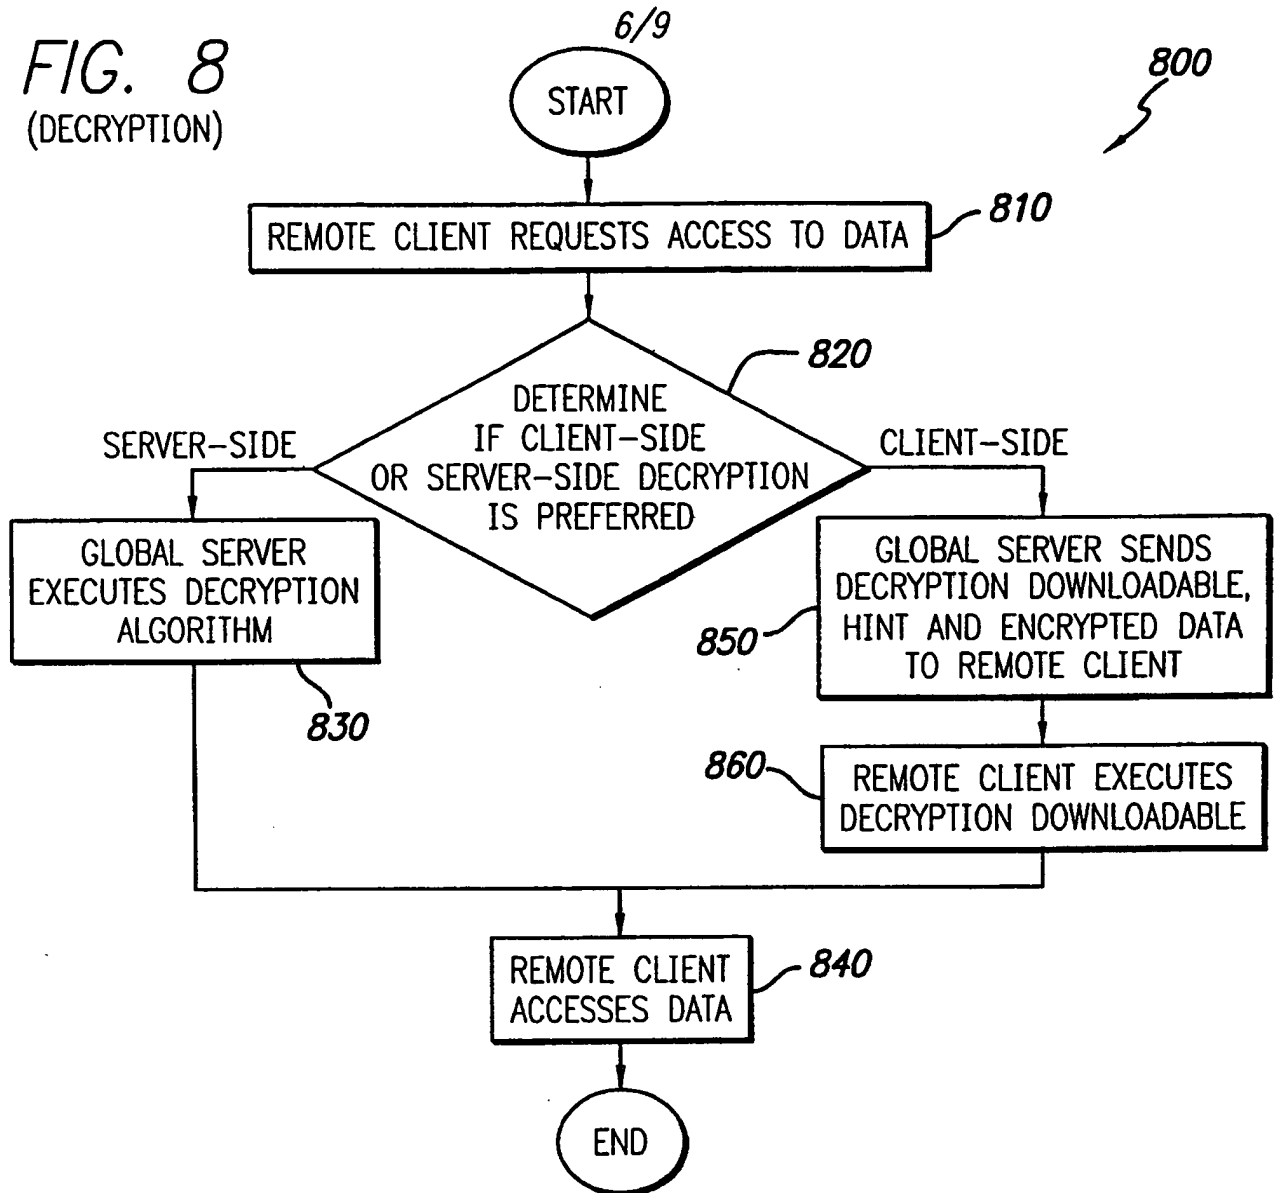 6/9
FIG. 8
(DECRYPTION)
START
800
REMOTE CLIENT REQUESTS ACCESS TO DATA
810
DETERMINE
IF CLIENT-SIDE
OR SERVER-SIDE DECRYPTION
IS PREFERRED
820
SERVER-SIDE
CLIENT-SIDE
GLOBAL SERVER
EXECUTES DECRYPTION
ALGORITHM
830
GLOBAL SERVER SENDS
DECRYPTION DOWNLOADABLE,
HINT AND ENCRYPTED DATA
TO REMOTE CLIENT
850
REMOTE CLIENT EXECUTES
DECRYPTION DOWNLOADABLE
860
REMOTE CLIENT
ACCESSES DATA
840
END